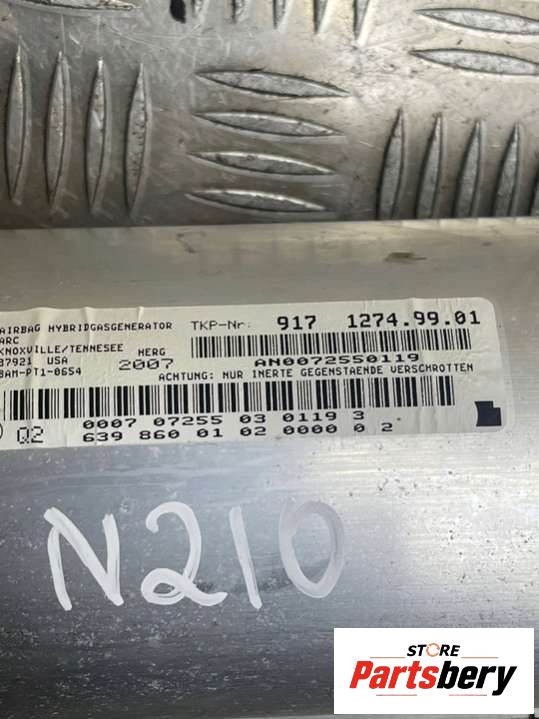 AIRBAG HYBRIDGASGENERATOR
ARC
KNOXVILLE/TENNESEE
37921 USA HERG
BAM-PT1-0654 2007
TKP-Nr: 917 1274.99.01
AN0072550119
ACHTUNG: NUR INERTE GEGENSTAENDE VERSCHROTTEN
Q2 0007 07255 03 0119 3
639 860 01 02 0000 0 2
N210
STORE
Partsbery